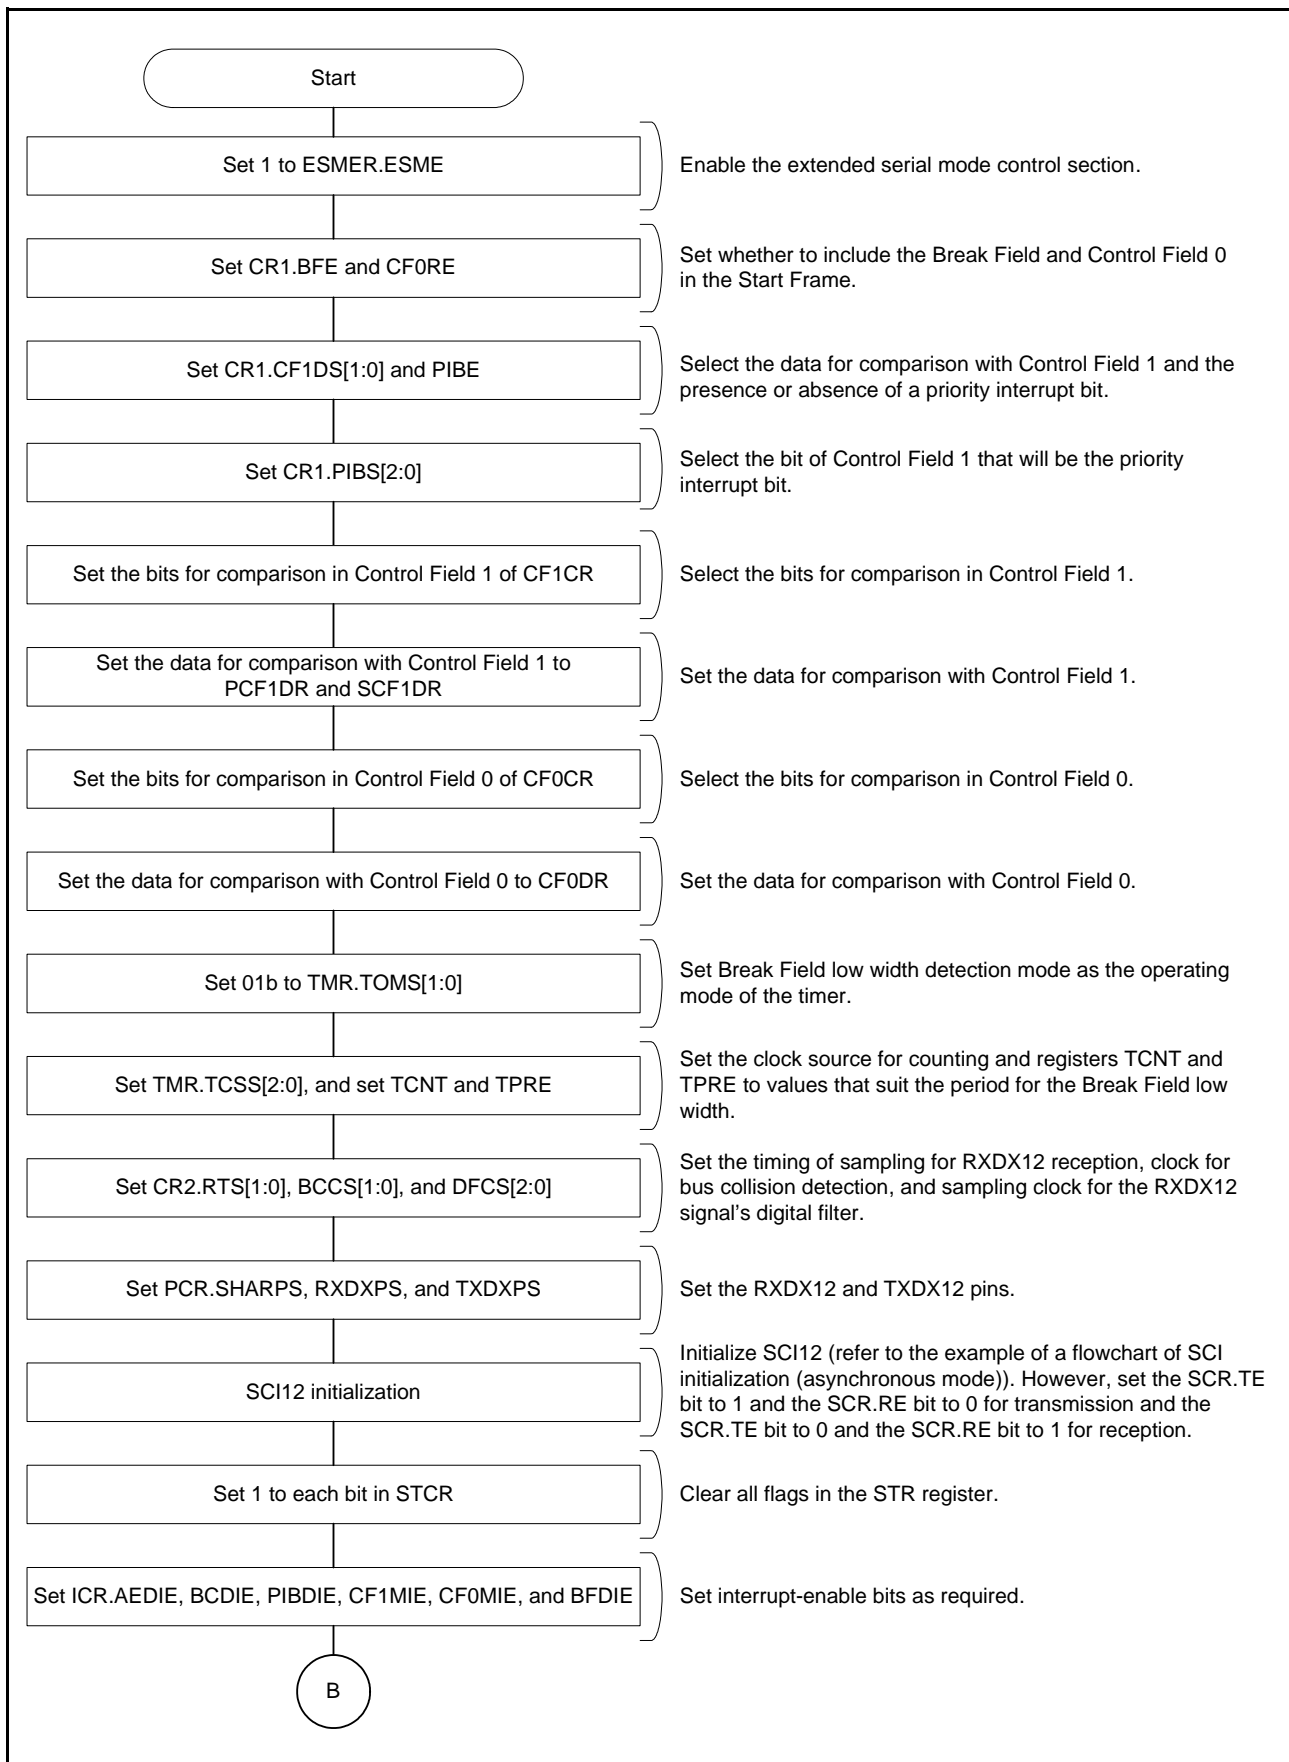 Start
Set 1 to ESMER.ESME
Enable the extended serial mode control section.
Set CR1.BFE and CF0RE
Set whether to include the Break Field and Control Field 0
in the Start Frame.
Set CR1.CF1DS[1:0] and PIBE
Select the data for comparison with Control Field 1 and the
presence or absence of a priority interrupt bit.
Set CR1.PIBS[2:0]
Select the bit of Control Field 1 that will be the priority
interrupt bit.
Set the bits for comparison in Control Field 1 of CF1CR
Select the bits for comparison in Control Field 1.
Set the data for comparison with Control Field 1 to
PCF1DR and SCF1DR
Set the data for comparison with Control Field 1.
Set the bits for comparison in Control Field 0 of CF0CR
Select the bits for comparison in Control Field 0.
Set the data for comparison with Control Field 0 to CF0DR
Set the data for comparison with Control Field 0.
Set 01b to TMR.TOMS[1:0]
Set Break Field low width detection mode as the operating
mode of the timer.
Set TMR.TCSS[2:0], and set TCNT and TPRE
Set the clock source for counting and registers TCNT and
TPRE to values that suit the period for the Break Field low
width.
Set CR2.RTS[1:0], BCCS[1:0], and DFCS[2:0]
Set the timing of sampling for RXDX12 reception, clock for
bus collision detection, and sampling clock for the RXDX12
signal's digital filter.
Set PCR.SHARPS, RXDXPS, and TXDXPS
Set the RXDX12 and TXDX12 pins.
SCI12 initialization
Initialize SCI12 (refer to the example of a flowchart of SCI
initialization (asynchronous mode)). However, set the SCR.TE
bit to 1 and the SCR.RE bit to 0 for transmission and the
SCR.TE bit to 0 and the SCR.RE bit to 1 for reception.
Set 1 to each bit in STCR
Clear all flags in the STR register.
Set ICR.AEDIE, BCDIE, PIBDIE, CF1MIE, CF0MIE, and BFDIE
Set interrupt-enable bits as required.
B